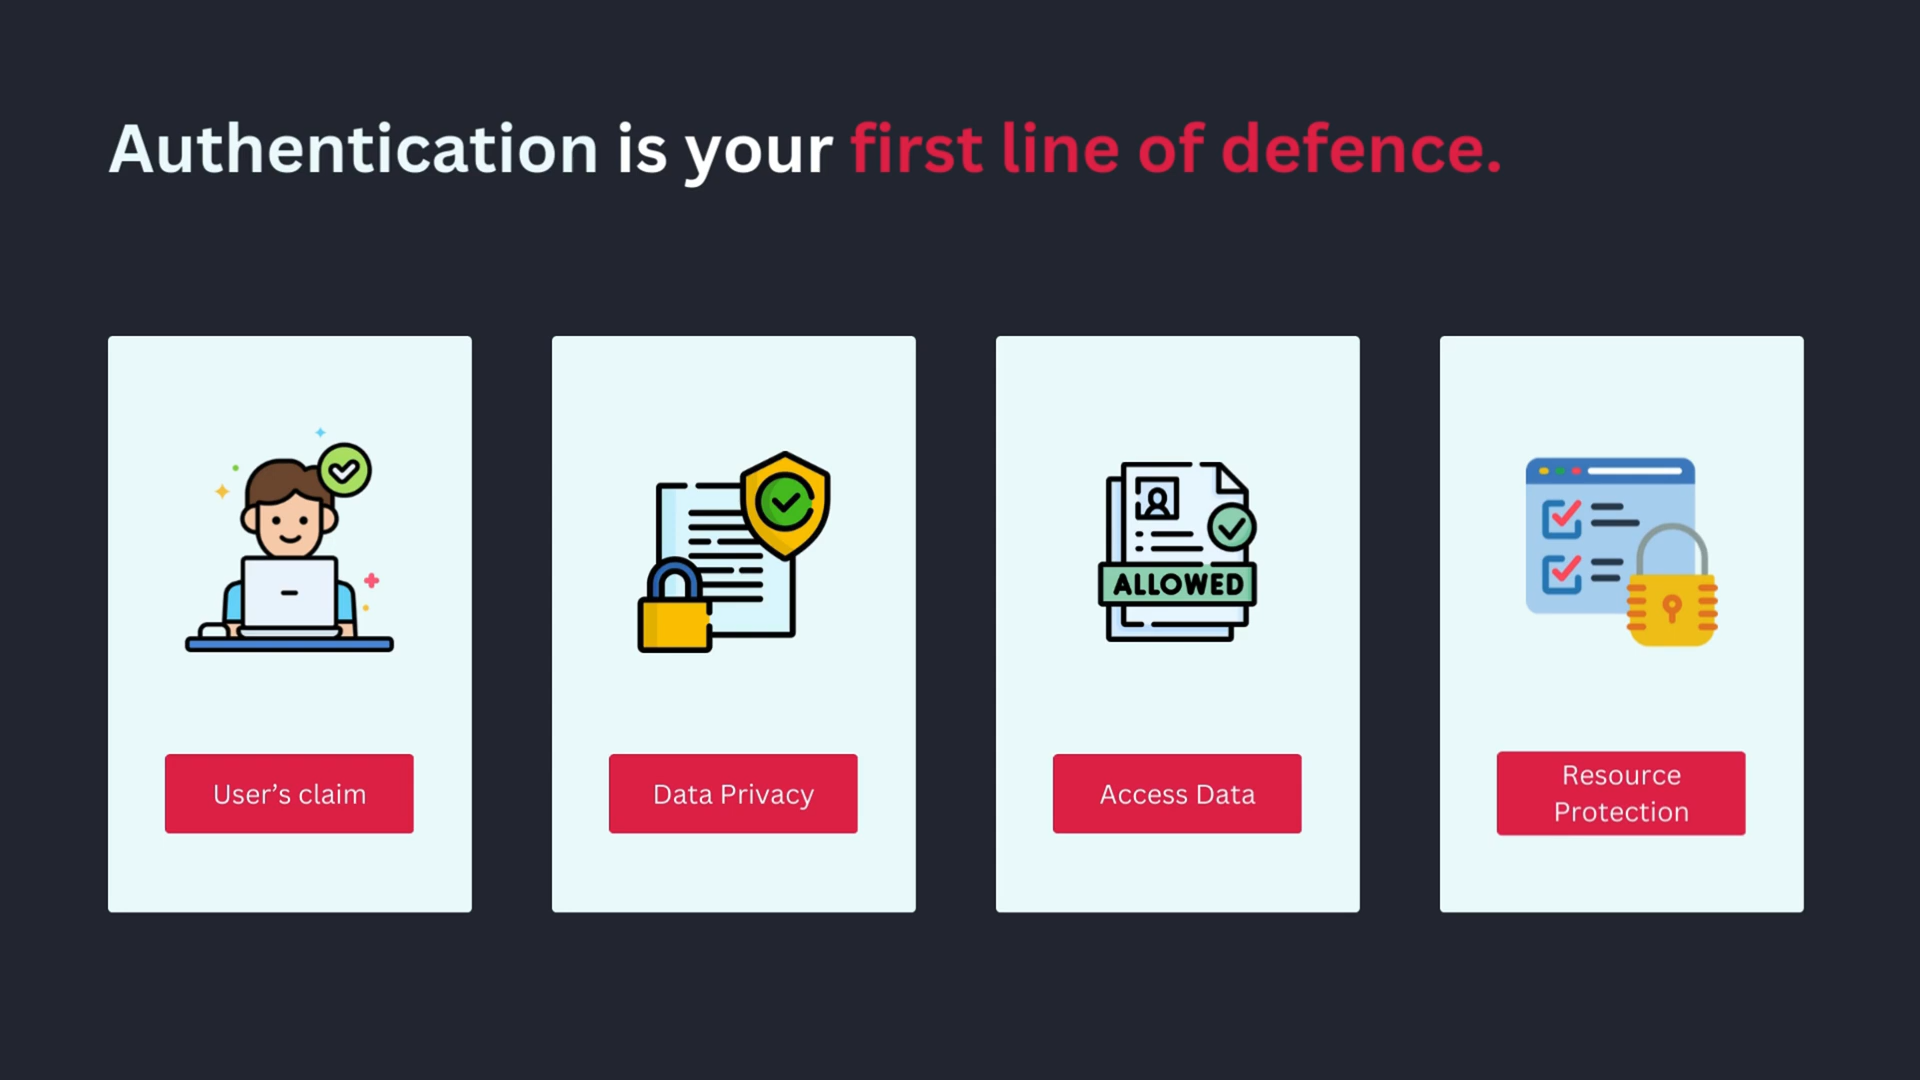 Authentication is your first line of defence.
ALLOWED
User’s claim
Data Privacy
Access Data
Resource
Protection